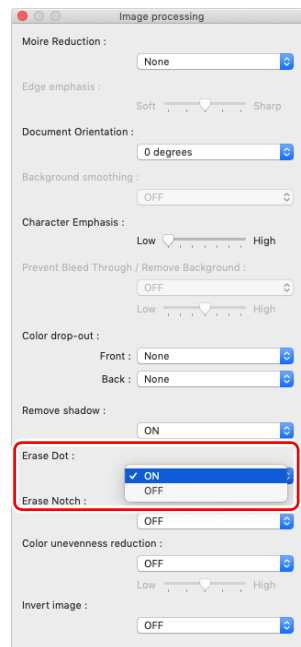 Image processing
Moire Reduction :
None
Edge emphasis :
Soft Sharp
Document Orientation :
0 degrees
Background smoothing :
OFF
Character Emphasis :
Low High
Prevent Bleed Through / Remove Background :
OFF
Low High
Color drop-out :
Front : None
Back : None
Remove shadow :
ON
Erase Dot :
✓ ON
OFF
Erase Notch :
OFF
Color unevenness reduction :
OFF
Low High
Invert image :
OFF